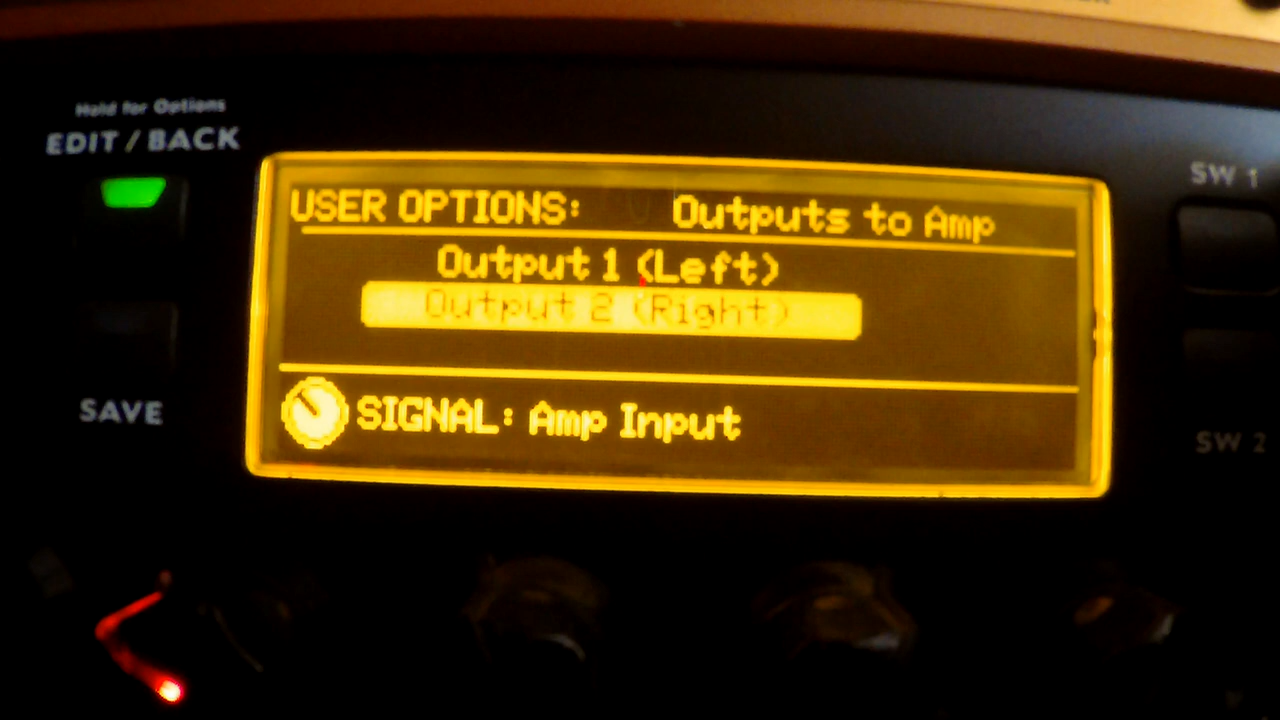 Hold for Options
EDIT / BACK
SW 1
USER OPTIONS: Outputs to Amp
Output 1 (Left)
Output 2 (Right)
SIGNAL: Amp Input
SAVE
SW 2